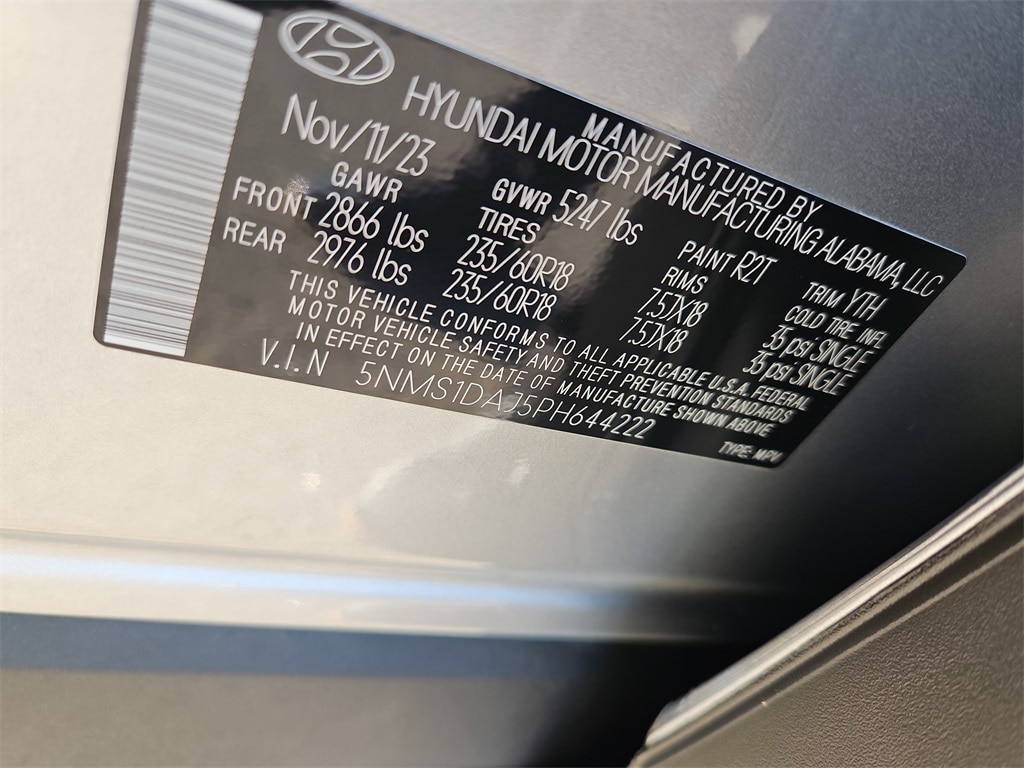 MANUFACTURED BY
HYUNDAI MOTOR MANUFACTURING ALABAMA, LLC
Nov/11/23 GVWR 5247 lbs PAINT R2T TRIM YTH
GAWR TIRES RIMS COLD TIRE INFL
FRONT 2866 lbs 235/60R18 7.5JX18 35 psi SINGLE
REAR 2976 lbs 235/60R18 7.5JX18 35 psi SINGLE
THIS VEHICLE CONFORMS TO ALL APPLICABLE U.S.A. FEDERAL
MOTOR VEHICLE SAFETY AND THEFT PREVENTION STANDARDS
IN EFFECT ON THE DATE OF MANUFACTURE SHOWN ABOVE
V.I.N 5NMS1DAJ5PH644222 TYPE: MPV